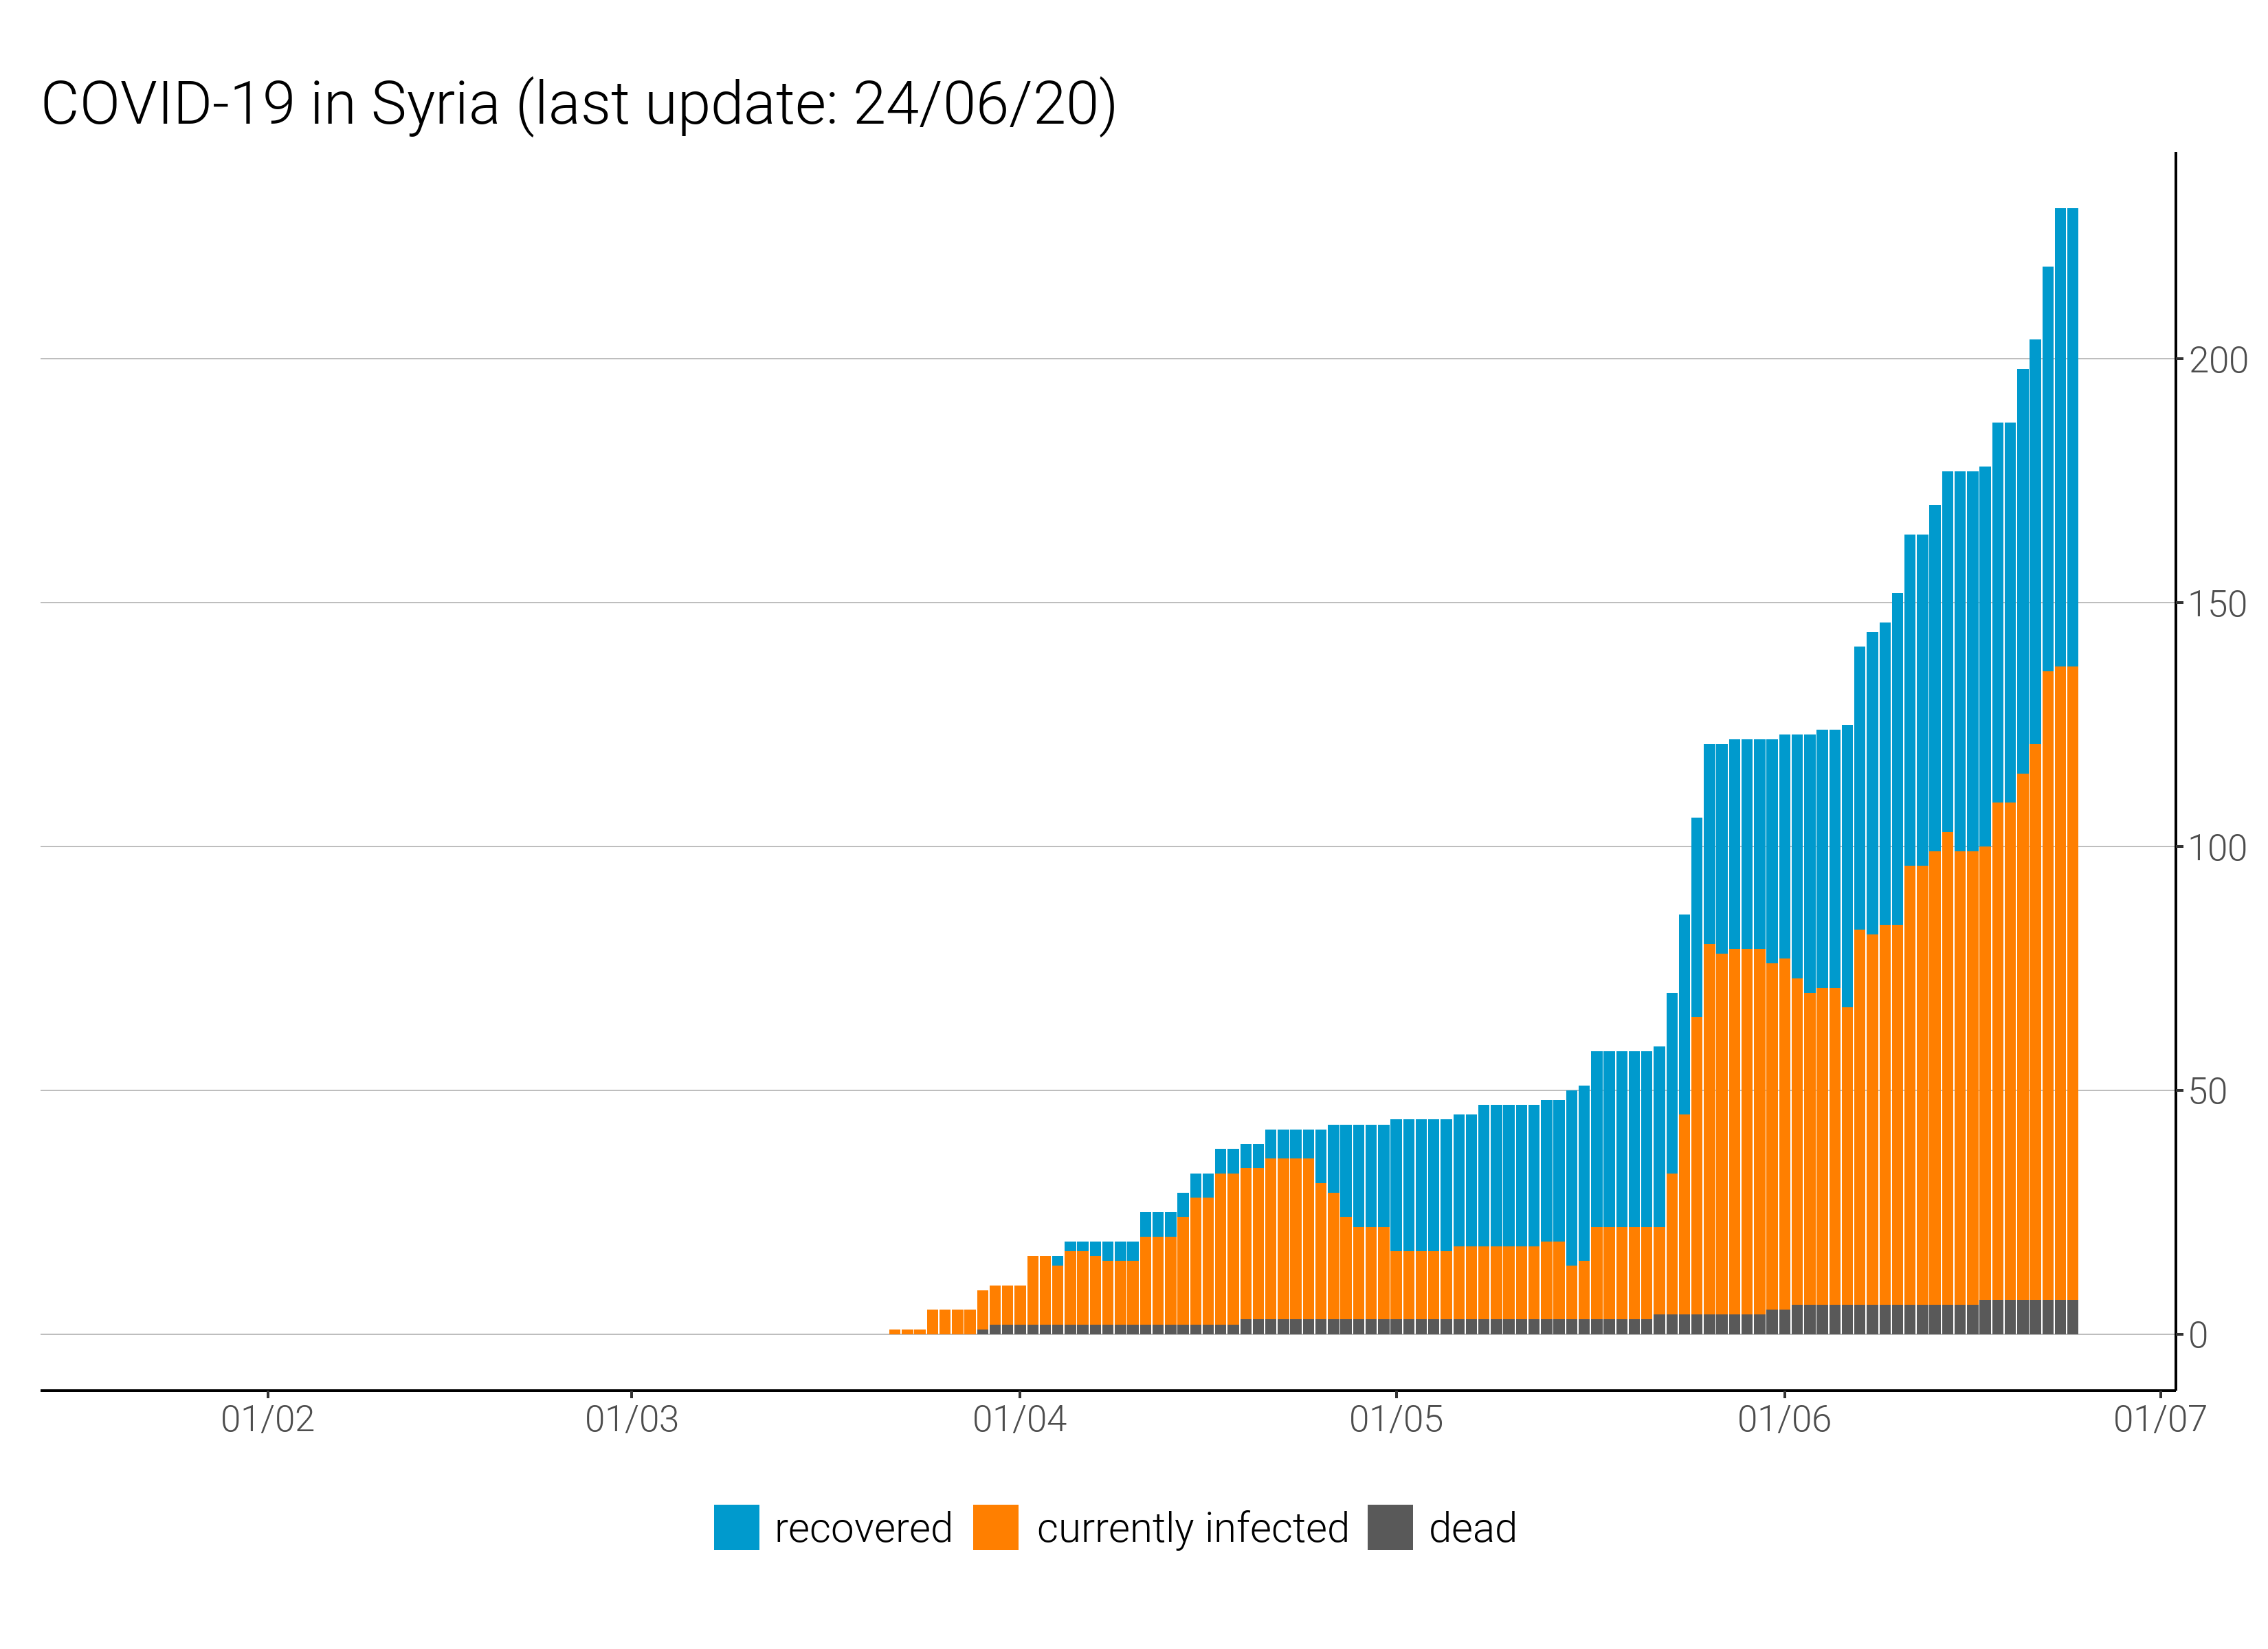 COVID-19 in Syria (last update: 24/06/20)
200
150
100
50
0
01/02 01/03 01/04 01/05 01/06 01/07
recovered currently infected dead